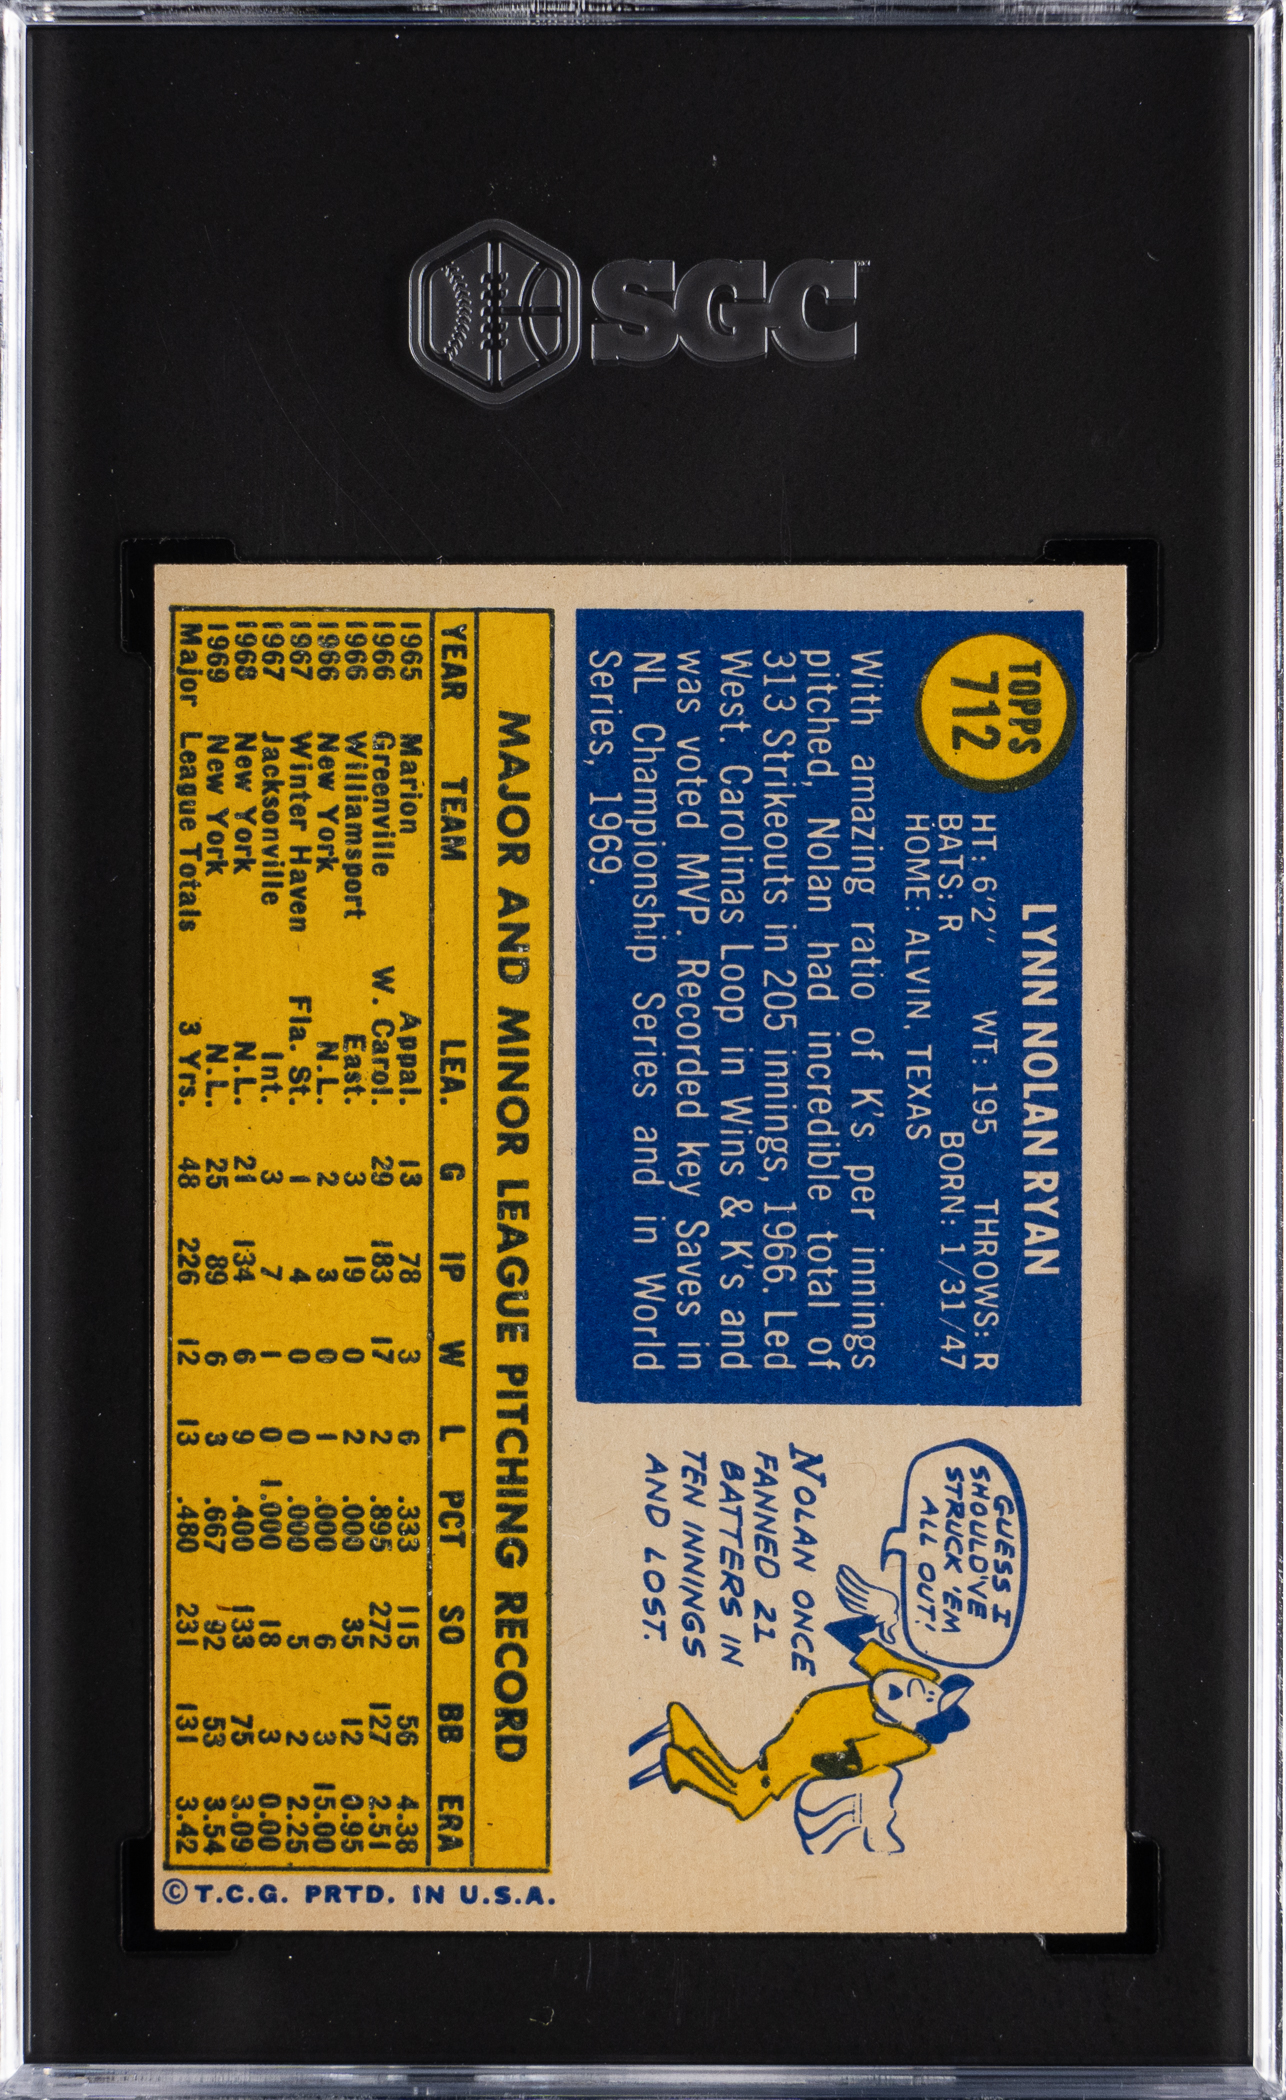 SGC
TOPPS
712
LYNN NOLAN RYAN
HT: 6'2" WT: 195 THROWS: R
BATS: R BORN: 1/31/47
HOME: ALVIN, TEXAS
With amazing ratio of K's per innings
pitched, Nolan had incredible total of
313 Strikeouts in 205 innings, 1966. Led
West. Carolinas Loop in Wins & K's and
was voted MVP. Recorded key Saves in
NL Championship Series and in World
Series, 1969.
GUESS I
SHOULD'VE
STRUCK 'EM
ALL OUT!
NOLAN ONCE
FANNED 21
BATTERS IN
TEN INNINGS
AND LOST.
MAJOR AND MINOR LEAGUE PITCHING RECORD
YEAR TEAM LEA. G IP W L PCT SO BB ERA
1965 Marion Appal. 13 78 3 6 .333 115 56 4.38
1966 Greenville W. Carol. 29 183 17 2 .895 272 127 2.51
1966 Williamsport East. 3 19 0 2 .000 35 12 0.95
1966 New York N.L. 2 3 0 1 .000 6 3 15.00
1967 Winter Haven Fla. St. 1 4 0 0 .000 5 2 2.25
1967 Jacksonville Int. 3 7 1 0 1.000 18 3 0.00
1968 New York N.L. 21 134 6 9 .400 133 75 3.09
1969 New York N.L. 25 89 6 3 .667 92 53 3.54
Major League Totals 3 Yrs. 48 226 12 13 .480 231 131 3.42
© T.C.G. PRTD. IN U.S.A.